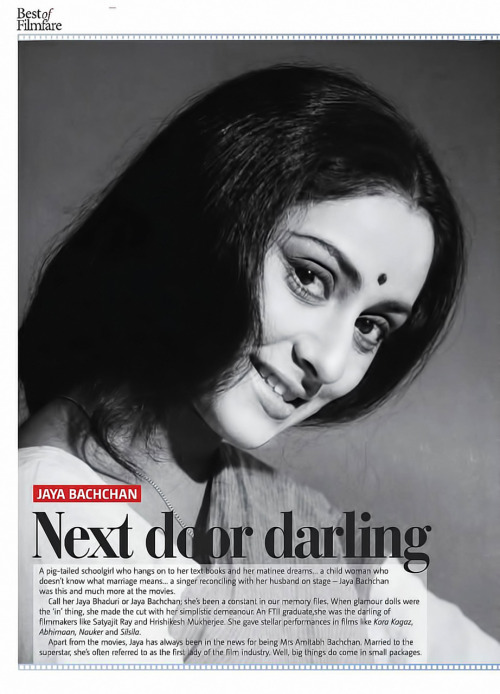 Best of
Filmfare
JAYA BACHCHAN
Next door darling
A pig-tailed schoolgirl who hangs on to her text books and her matinee dreams... a child woman who
doesn't know what marriage means... a singer reconciling with her husband on stage – Jaya Bachchan
was this and much more at the movies.
Call her Jaya Bhaduri or Jaya Bachchan, she's been a constant in our memory files. When glamour dolls were
the 'in' thing, she made the cut with her simplistic demeanour. An FTII graduate,she was the darling of
filmmakers like Satyajit Ray and Hrishikesh Mukherjee. She gave stellar performances in films like Kora Kagaz,
Abhimaan, Nauker and Silsila.
Apart from the movies, Jaya has always been in the news for being Mrs Amitabh Bachchan. Married to the
superstar, she's often referred to as the first lady of the film industry. Well, big things do come in small packages.